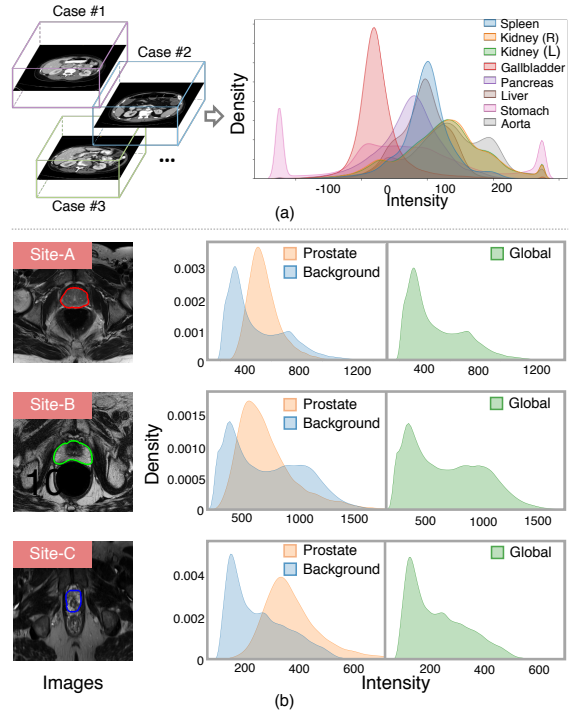 Case #1
Case #2
Case #3
...
Density
Spleen
Kidney (R)
Kidney (L)
Gallbladder
Pancreas
Liver
Stomach
Aorta
-100 0 100 200
Intensity
(a)
Site-A
Prostate
Background
Global
0.003
0.002
0.001
0
400 800 1200
400 800 1200
Site-B
10
Density
Prostate
Background
Global
0.0015
0.0010
0.0005
0
500 1000 1500
500 1000 1500
Site-C
Prostate
Background
Global
0.004
0.002
0
200 400 600
200 400 600
Images
Intensity
(b)